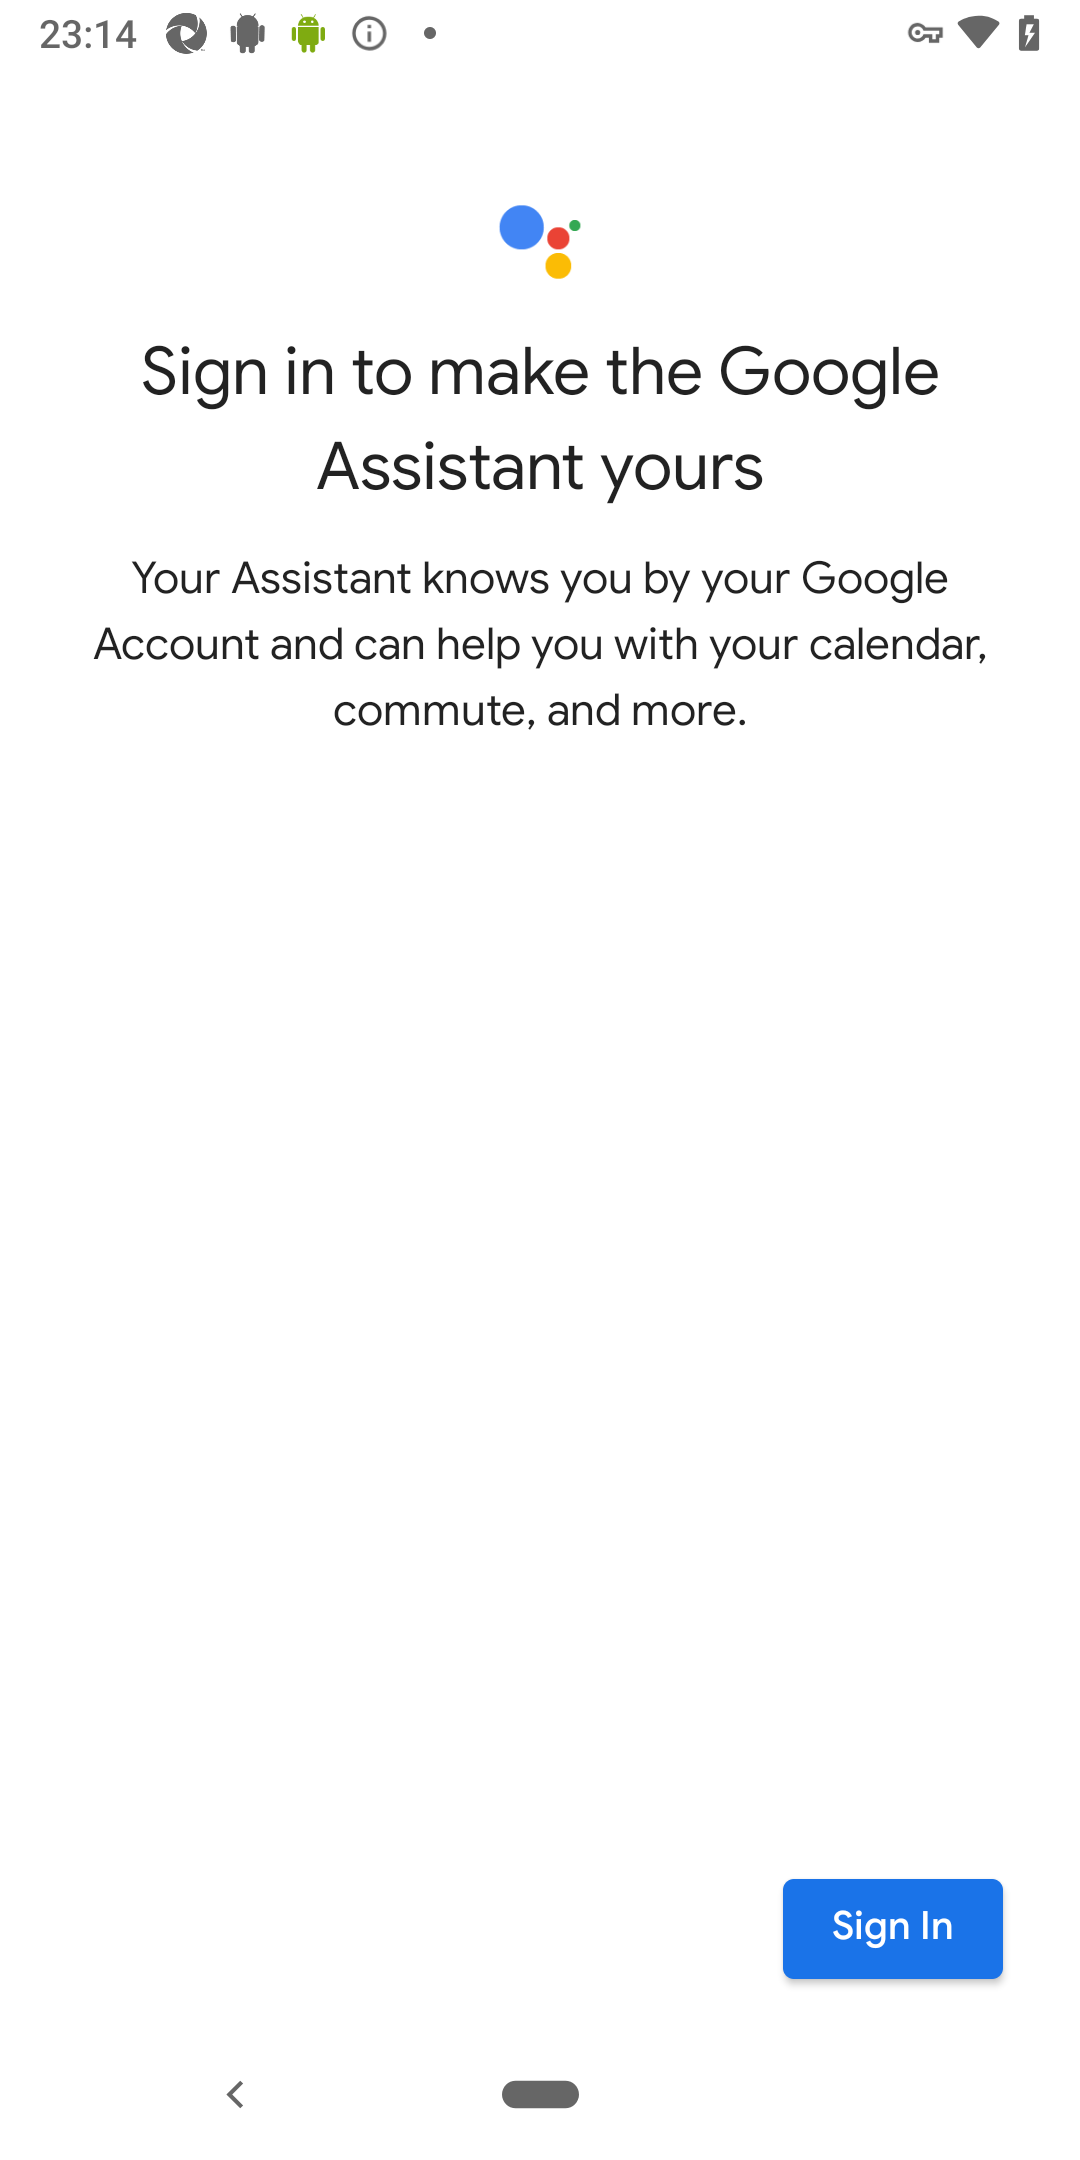 23:14
Sign in to make the Google
Assistant yours
Your Assistant knows you by your Google
Account and can help you with your calendar,
commute, and more.
Sign In